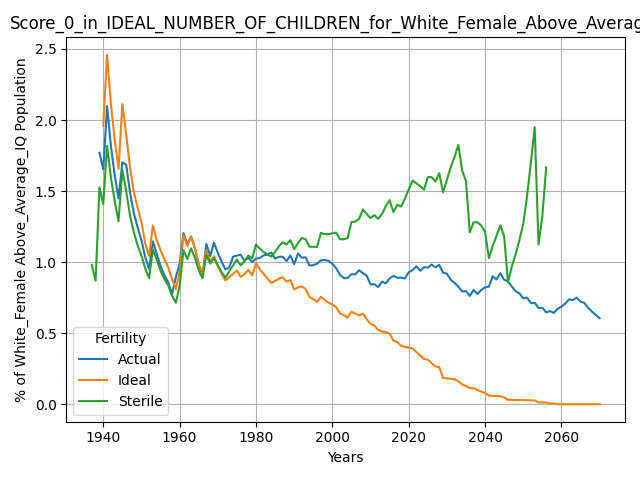 Score_0_in_IDEAL_NUMBER_OF_CHILDREN_for_White_Female_Above_Averag
% of White_Female Above_Average_IQ Population
2.5
2.0
1.5
1.0
0.5
0.0
Fertility
Actual
Ideal
Sterile
1940 1960 1980 2000 2020 2040 2060
Years